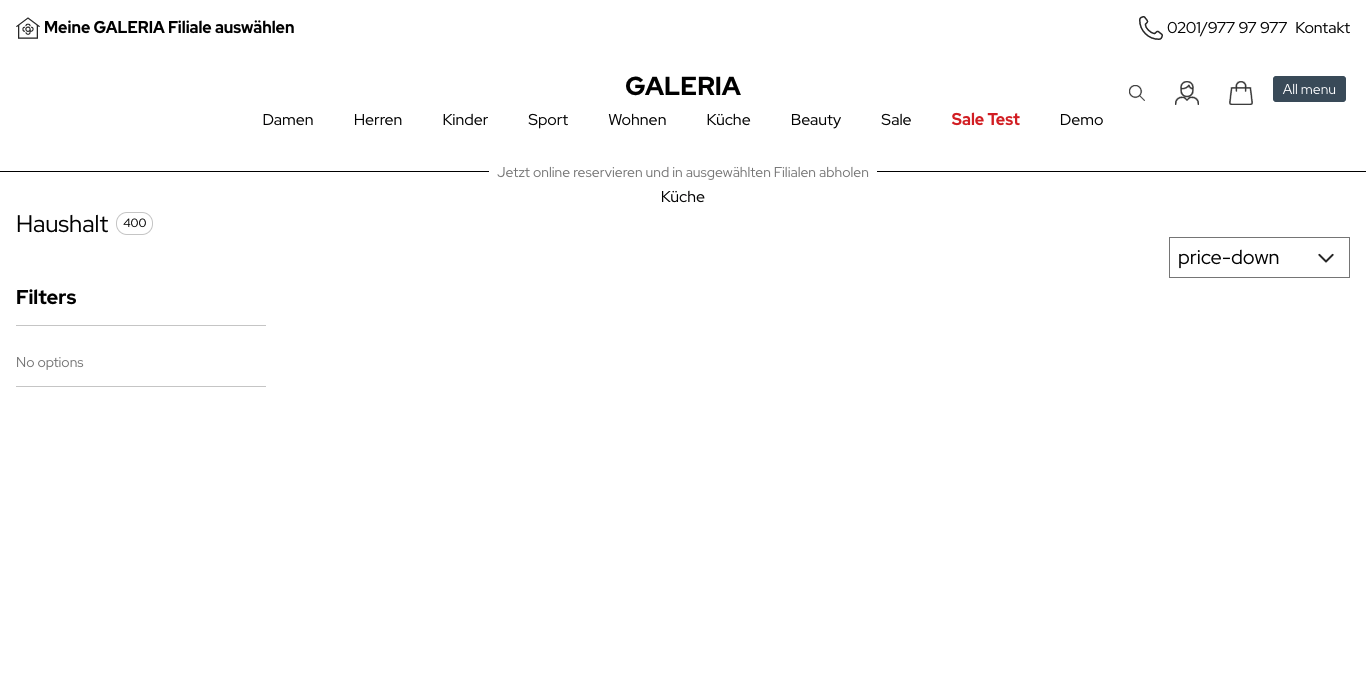 Meine GALERIA Filiale auswählen
0201/977 97 977 Kontakt
GALERIA
All menu
Damen Herren Kinder Sport Wohnen Küche Beauty Sale Sale Test Demo
Jetzt online reservieren und in ausgewählten Filialen abholen
Küche
Haushalt 400
price-down
Filters
No options